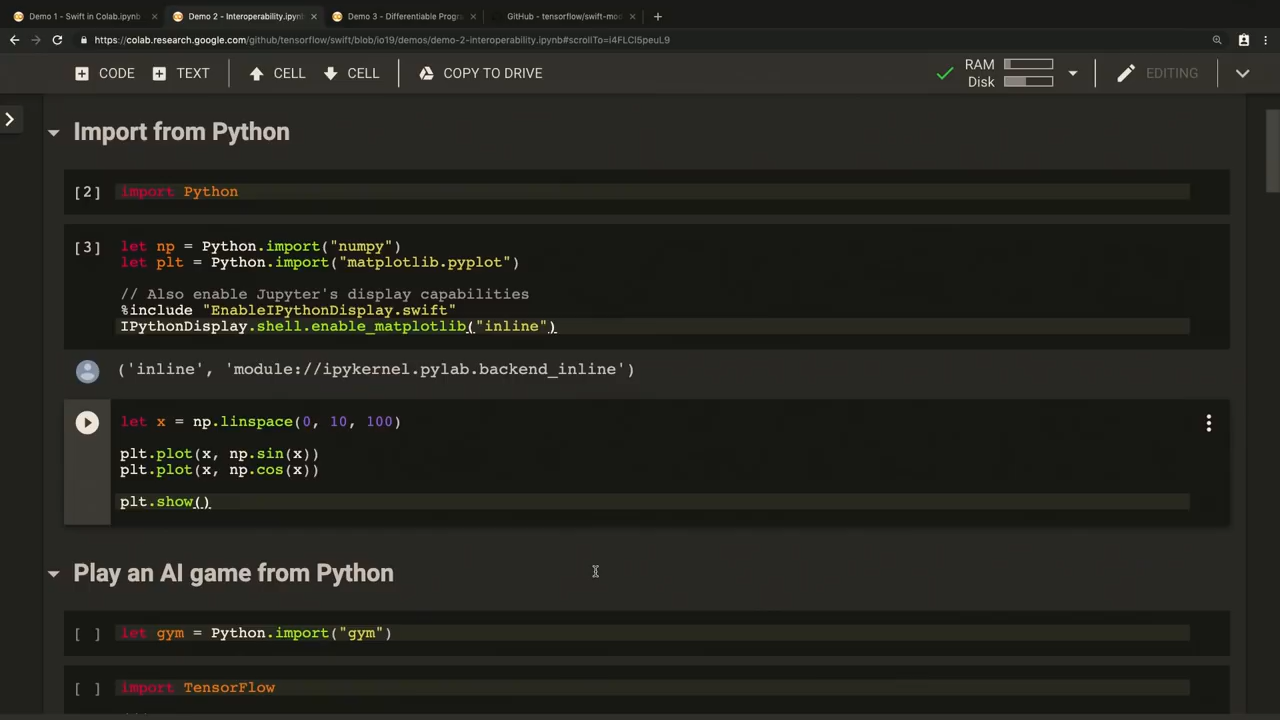 Demo 1 - Swift in Colab.ipynb
Demo 2 - Interoperability.ipynb
Demo 3 - Differentiable Progra
GitHub - tensorflow/swift-mo
https://colab.research.google.com/github/tensorflow/swift/blob/io19/demos/demo-2-interoperability.ipynb#scrollTo=i4FLCl5peuL9
CODE TEXT CELL CELL COPY TO DRIVE RAM Disk EDITING
Import from Python
[2] import Python
[3] let np = Python.import("numpy")
let plt = Python.import("matplotlib.pyplot")
// Also enable Jupyter's display capabilities
%include "EnableIPythonDisplay.swift"
IPythonDisplay.shell.enable_matplotlib("inline")
('inline', 'module://ipykernel.pylab.backend_inline')
let x = np.linspace(0, 10, 100)
plt.plot(x, np.sin(x))
plt.plot(x, np.cos(x))
plt.show()
Play an AI game from Python
[ ] let gym = Python.import("gym")
[ ] import TensorFlow